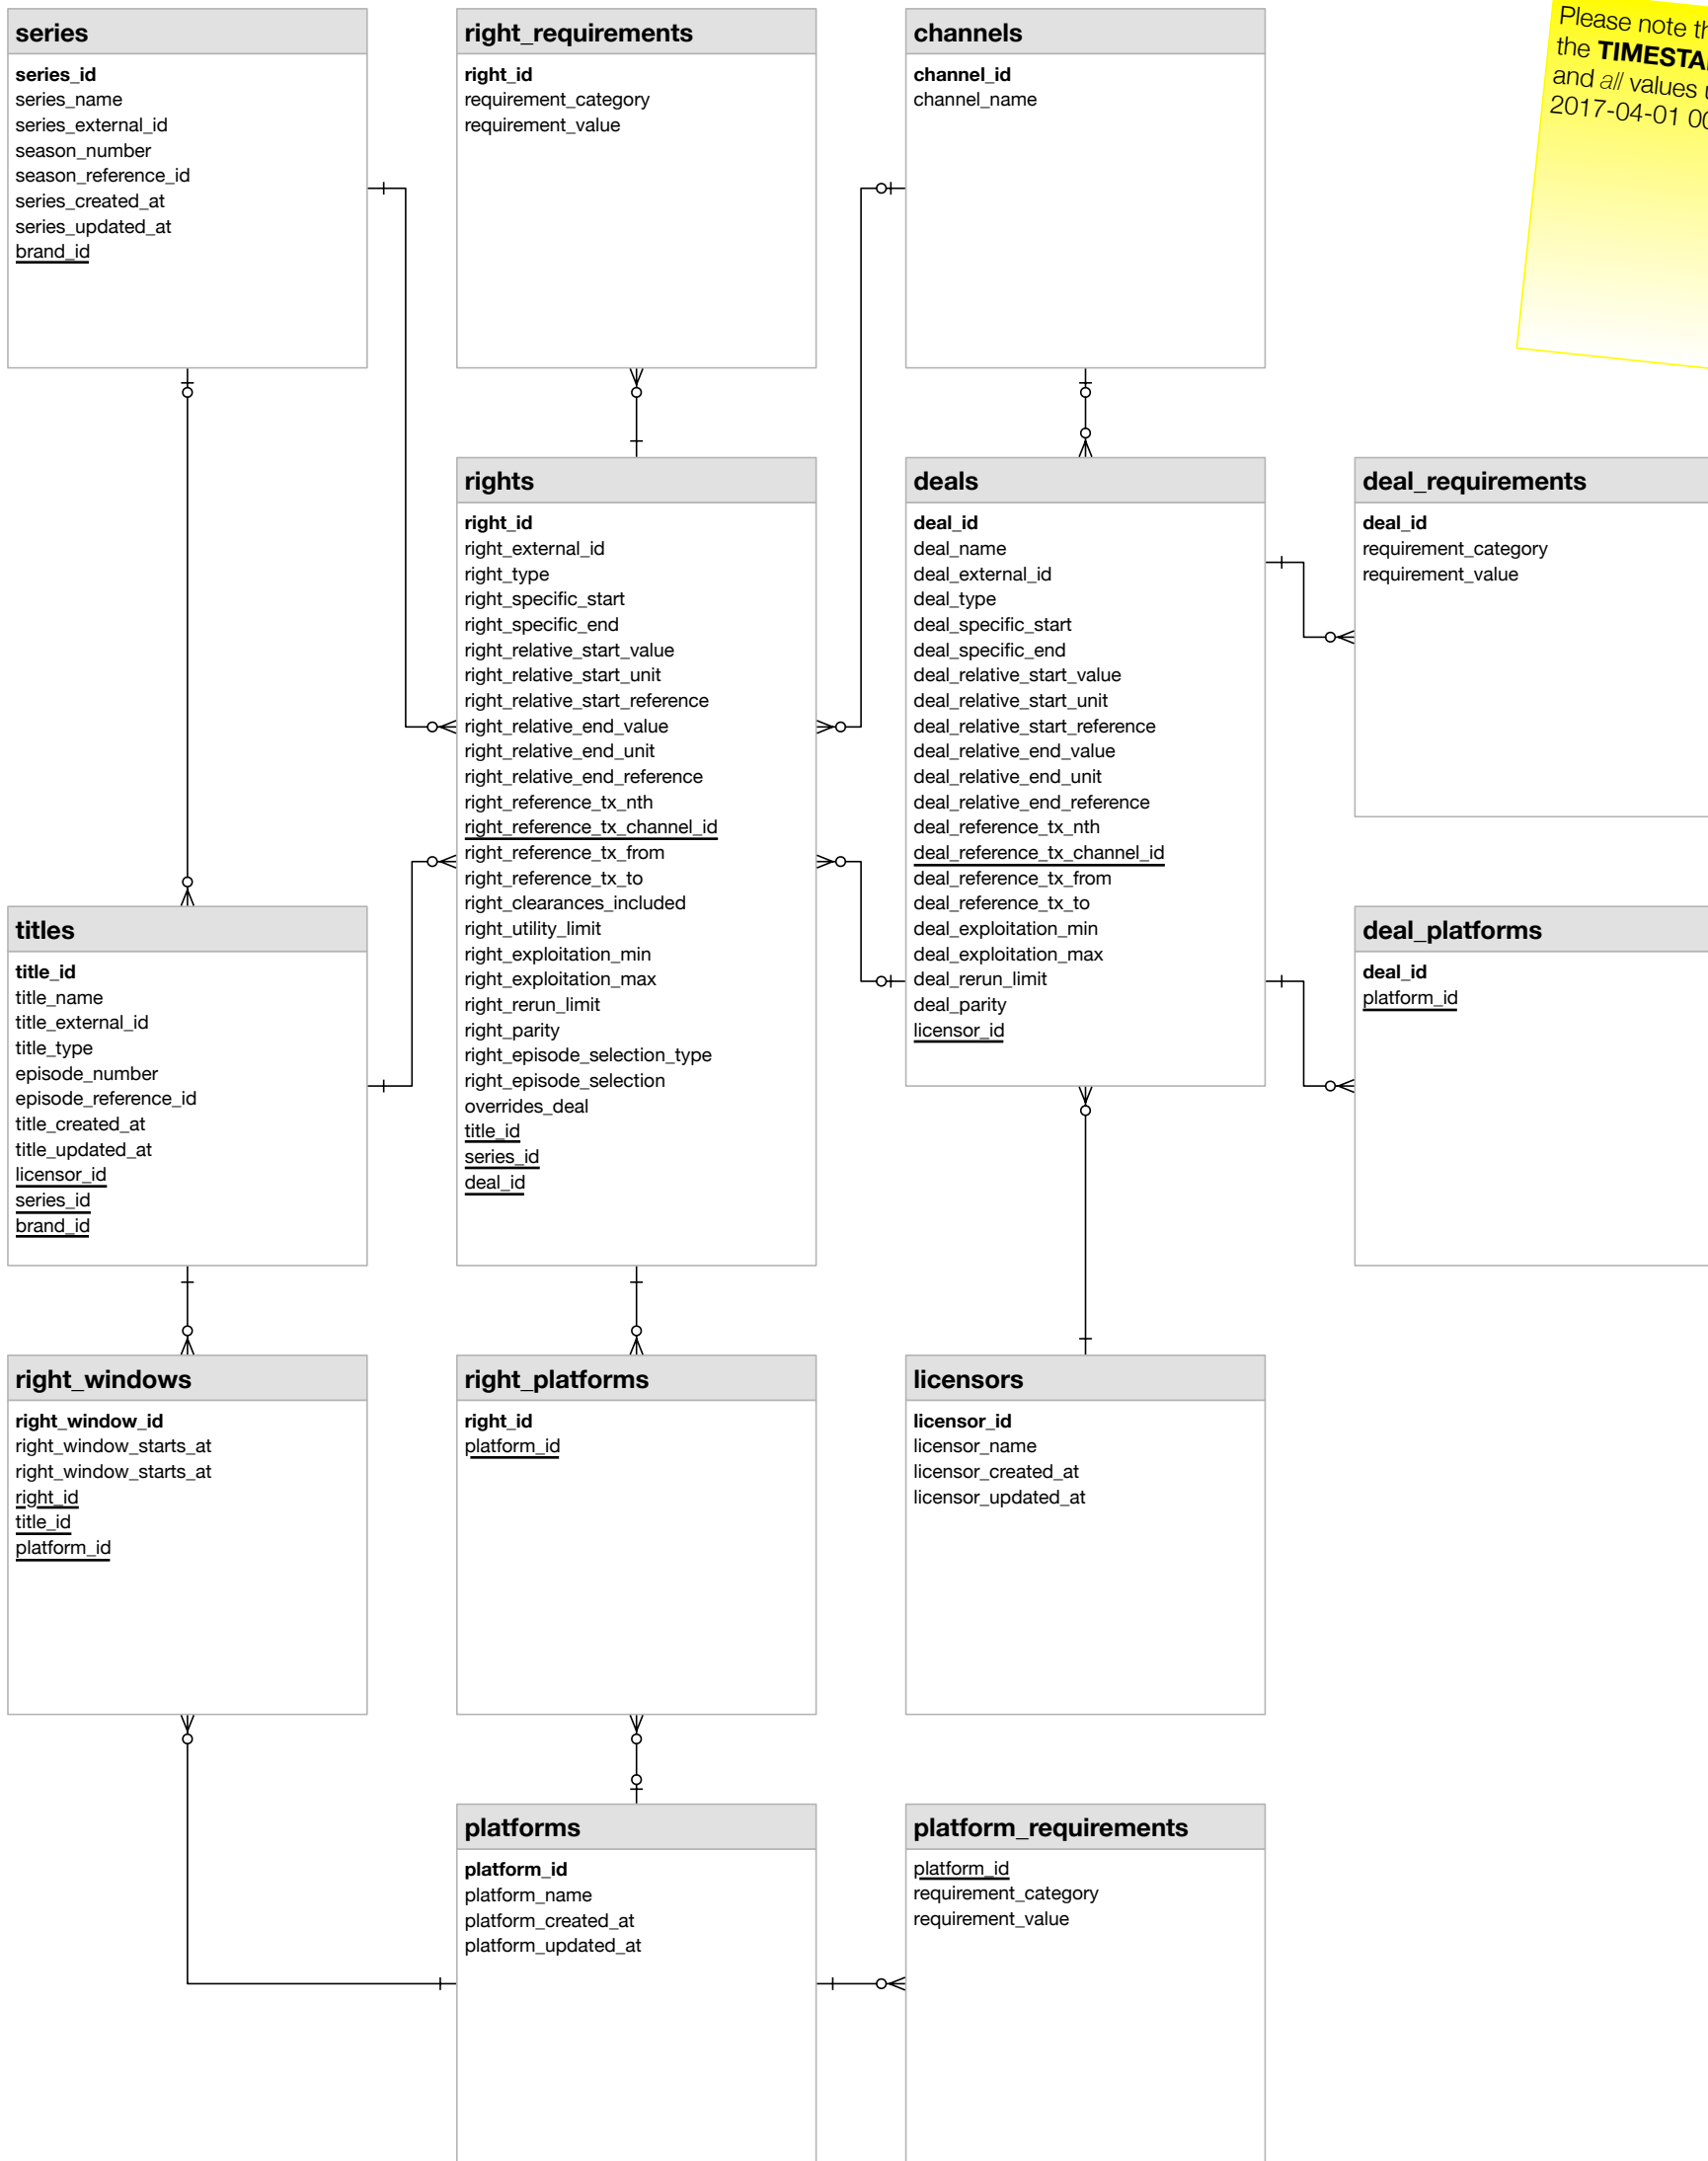 series
series_id
series_name
series_external_id
season_number
season_reference_id
series_created_at
series_updated_at
brand_id
right_requirements
right_id
requirement_category
requirement_value
channels
channel_id
channel_name
Please note
the
and all values
2017-04-01
rights
right_id
right_external_id
right_type
right_specific_start
right_specific_end
right_relative_start_value
right_relative_start_unit
right_relative_start_reference
right_relative_end_value
right_relative_end_unit
right_relative_end_reference
right_reference_tx_nth
right_reference_tx_channel_id
right_reference_tx_from
right_reference_tx_to
right_clearances_included
right_utility_limit
right_exploitation_min
right_exploitation_max
right_rerun_limit
right_parity
right_episode_selection_type
right_episode_selection
overrides_deal
title_id
series_id
deal_id
deals
deal_id
deal_name
deal_external_id
deal_type
deal_specific_start
deal_specific_end
deal_relative_start_value
deal_relative_start_unit
deal_relative_start_reference
deal_relative_end_value
deal_relative_end_unit
deal_relative_end_reference
deal_reference_tx_nth
deal_reference_tx_channel_id
deal_reference_tx_from
deal_reference_tx_to
deal_exploitation_min
deal_exploitation_max
deal_rerun_limit
deal_parity
licensor_id
deal_requirements
deal_id
requirement_category
requirement_value
titles
title_id
title_name
title_external_id
title_type
episode_number
episode_reference_id
title_created_at
title_updated_at
licensor_id
series_id
brand_id
deal_platforms
deal_id
platform_id
right_windows
right_window_id
right_window_starts_at
right_window_starts_at
right_id
title_id
platform_id
right_platforms
right_id
platform_id
licensors
licensor_id
licensor_name
licensor_created_at
licensor_updated_at
platforms
platform_id
platform_name
platform_created_at
platform_updated_at
platform_requirements
platform_id
requirement_category
requirement_value